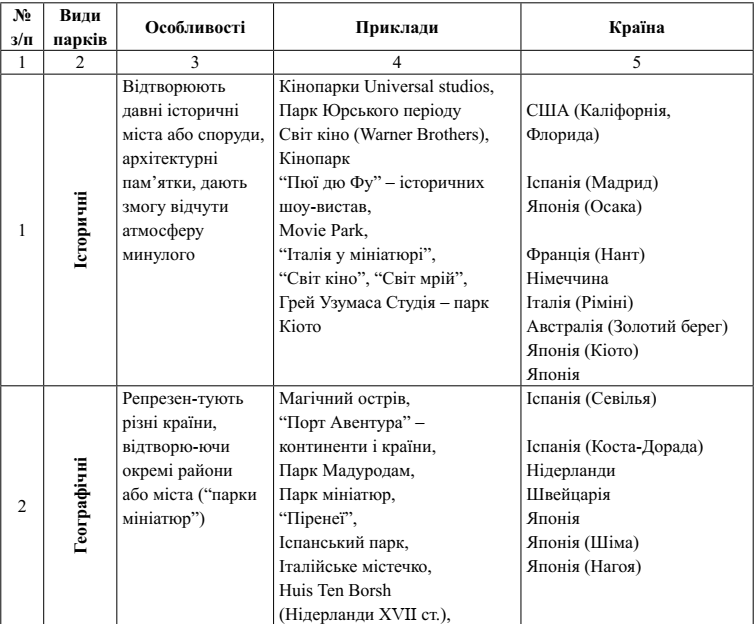 № з/п
Види парків
Особливості
Приклади
Країна
1
2
3
4
5
1
Історичні
Відтворюють
давні історичні
міста або споруди,
архітектурні
пам’ятки, дають
змогу відчути
атмосферу
минулого
Кінопарки Universal studios,
Парк Юрського періоду
Світ кіно (Warner Brothers),
Кінопарк
“Пюї дю Фу” – історичних
шоу-вистав,
Movie Park,
“Італія у мініатюрі”,
“Світ кіно”, “Світ мрій”,
Грей Узумаса Студія – парк
Кіото
США (Каліфорнія,
Флорида)
Іспанія (Мадрид)
Японія (Осака)
Франція (Нант)
Німеччина
Італія (Ріміні)
Австралія (Золотий берег)
Японія (Кіото)
Японія
2
Географічні
Репрезен-тують
різні країни,
відтворю-ючи
окремі райони
або міста (“парки
мініатюр”)
Магічний острів,
“Порт Авентура” –
континенти і країни,
Парк Мадуродам,
Парк мініатюр,
“Піренеї”,
Іспанський парк,
Італійське містечко,
Huis Ten Borsh
(Нідерланди XVII ст.),
Іспанія (Севілья)
Іспанія (Коста-Дорада)
Нідерланди
Швейцарія
Японія
Японія (Шіма)
Японія (Нагоя)